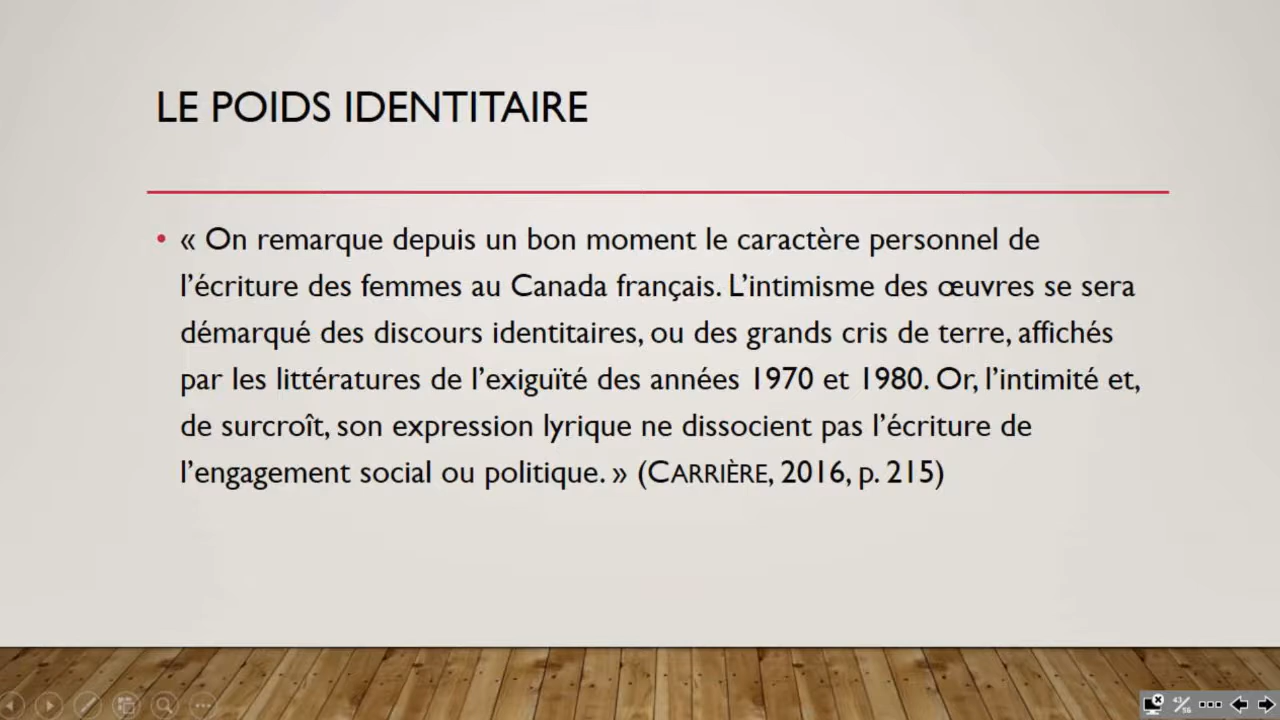 LE POIDS IDENTITAIRE
• « On remarque depuis un bon moment le caractère personnel de
l’écriture des femmes au Canada français. L’intimisme des œuvres se sera
démarqué des discours identitaires, ou des grands cris de terre, affichés
par les littératures de l’exiguïté des années 1970 et 1980. Or, l’intimité et,
de surcroît, son expression lyrique ne dissocient pas l’écriture de
l’engagement social ou politique. » (CARRIÈRE, 2016, p. 215)